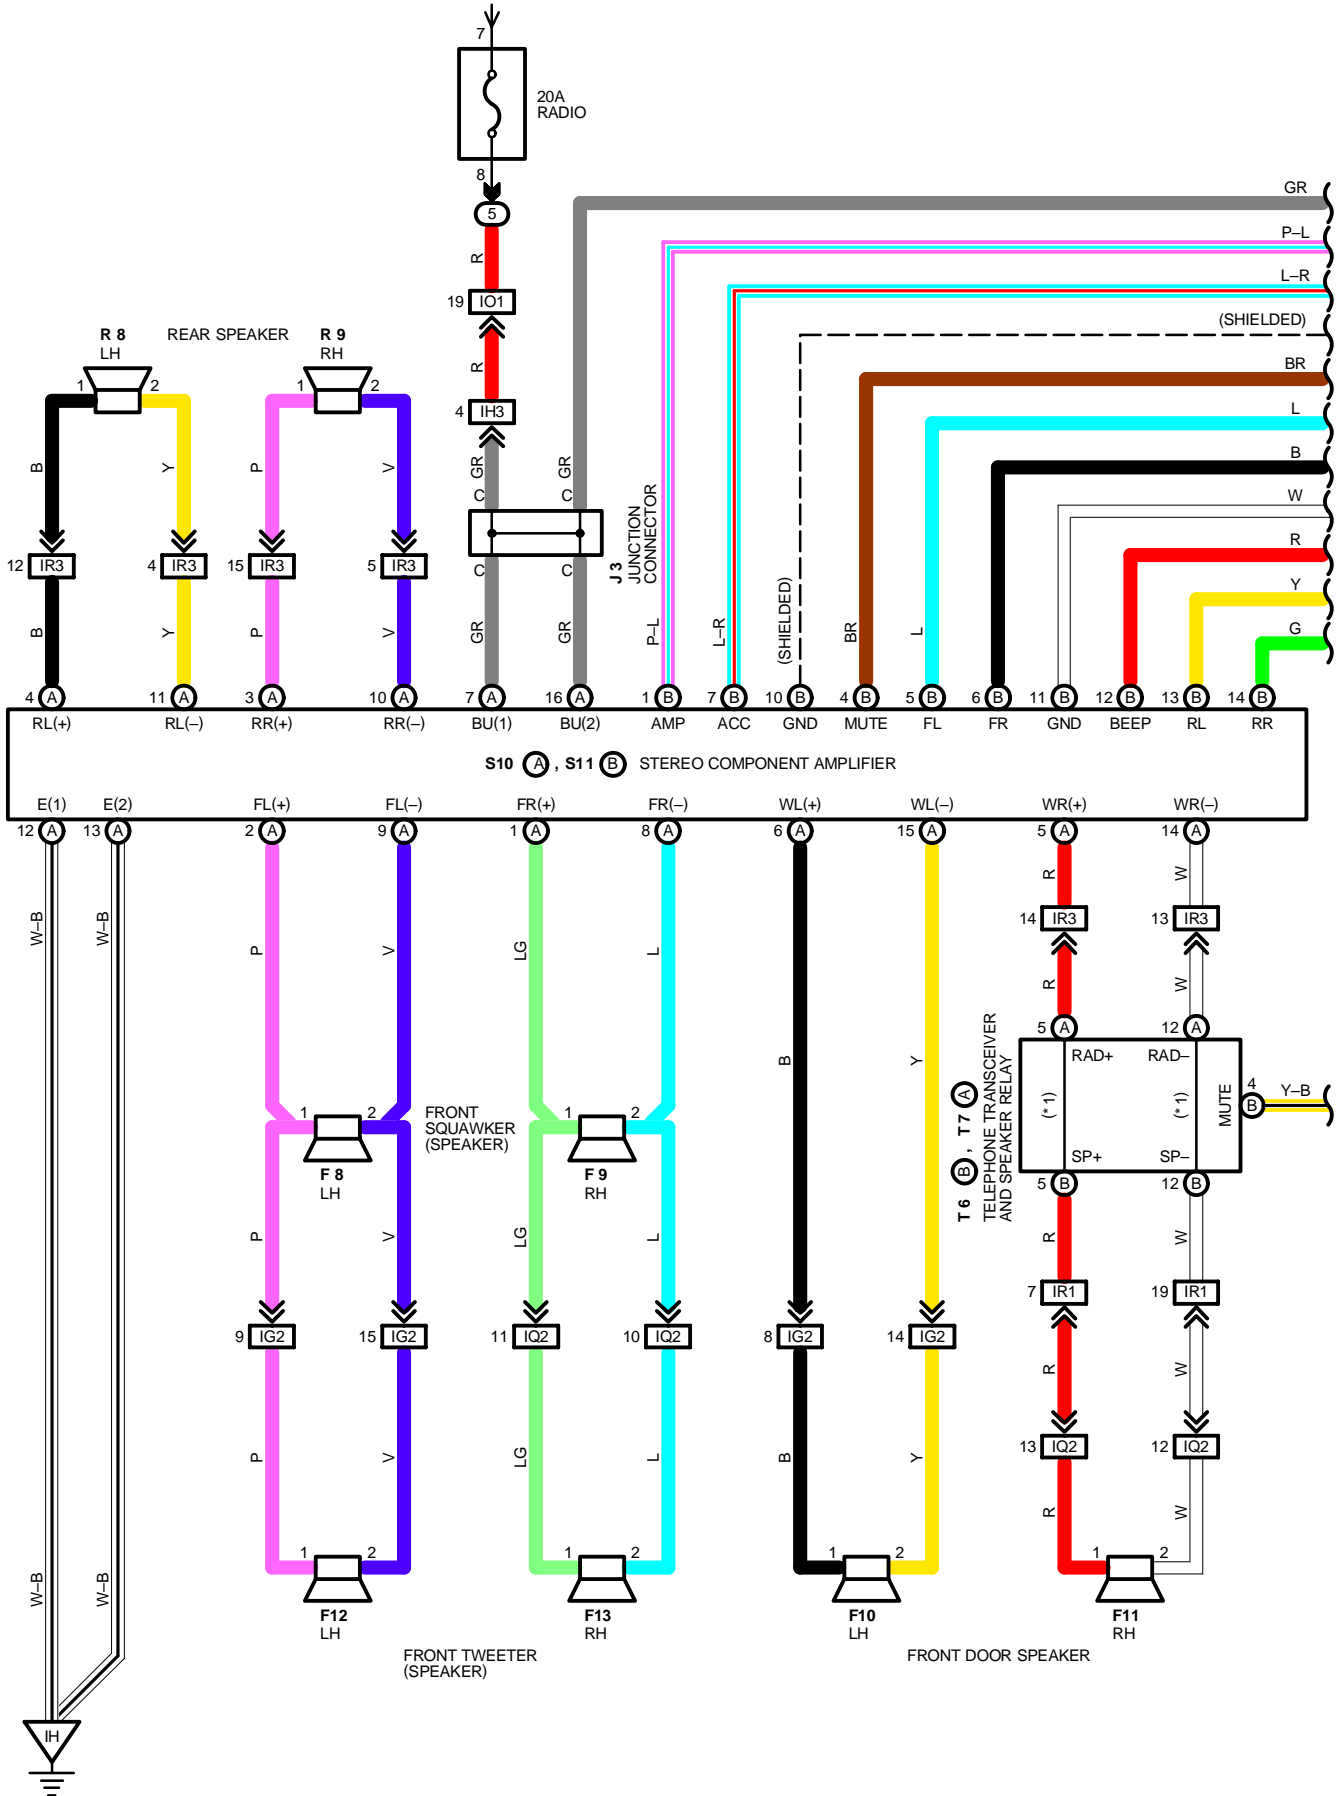 7
20A
RADIO
8
5
GR
R
P–L
L–R
19 IO1
(SHIELDED)
R 8
LH
REAR SPEAKER
R 9
RH
R
BR
1 2
1 2
4 IH3
L
B
B
Y
P
V
GR
GR
C
C
W
J 3
JUNCTION
CONNECTOR
R
12 IR3
4 IR3
15 IR3
5 IR3
C
C
Y
B
Y
P
V
GR
GR
P–L
L–R
(SHIELDED)
BR
L
G
4 A
11 A
3 A
10 A
7 A
16 A
1 B
7 B
10 B
4 B
5 B
6 B
11 B
12 B
13 B
14 B
RL(+) RL(–) RR(+) RR(–) BU(1) BU(2) AMP ACC GND MUTE FL FR GND BEEP RL RR
S10 A , S11 B STEREO COMPONENT AMPLIFIER
E(1) E(2) FL(+) FL(–) FR(+) FR(–) WL(+) WL(–) WR(+) WR(–)
12 A
13 A
2 A
9 A
1 A
8 A
6 A
15 A
5 A
14 A
R
W
W–B
W–B
14 IR3
13 IR3
P
V
LG
L
R
W
5 A
12 A
B
Y
RAD+ RAD–
(* 1)
(* 1)
MUTE
4
B
Y–B
SP+ SP–
T 6 B , T 7 A
TELEPHONE TRANSCEIVER
AND SPEAKER RELAY
1 2
FRONT
SQUAWKER
(SPEAKER)
1 2
F 8
LH
F 9
RH
5 B
12 B
P
V
LG
L
R
W
7 IR1
19 IR1
9 IG2
15 IG2
11 IQ2
10 IQ2
8 IG2
14 IG2
R
W
13 IQ2
12 IQ2
P
V
LG
L
B
Y
R
W
W–B
W–B
1 2
1 2
1 2
1 2
F12
LH
F13
RH
F10
LH
F11
RH
FRONT TWEETER
(SPEAKER)
FRONT DOOR SPEAKER
IH